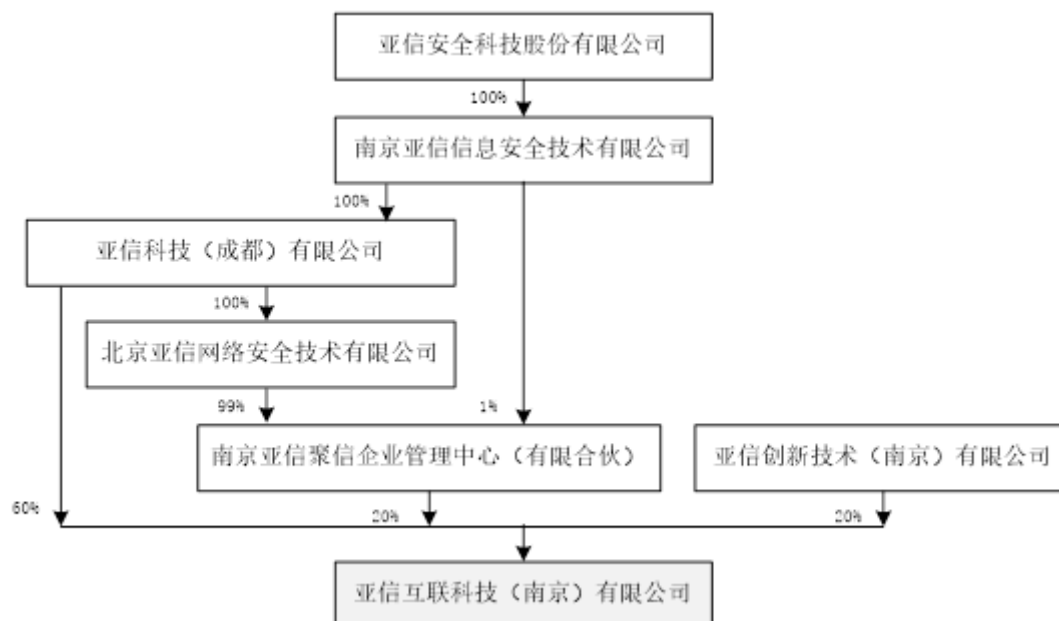 亚信安全科技股份有限公司
100%
南京亚信信息安全技术有限公司
100%
亚信科技（成都）有限公司
100%
北京亚信网络安全技术有限公司
99%
1%
南京亚信聚信企业管理中心（有限合伙）
亚信创新技术（南京）有限公司
60%
20%
20%
亚信互联科技（南京）有限公司